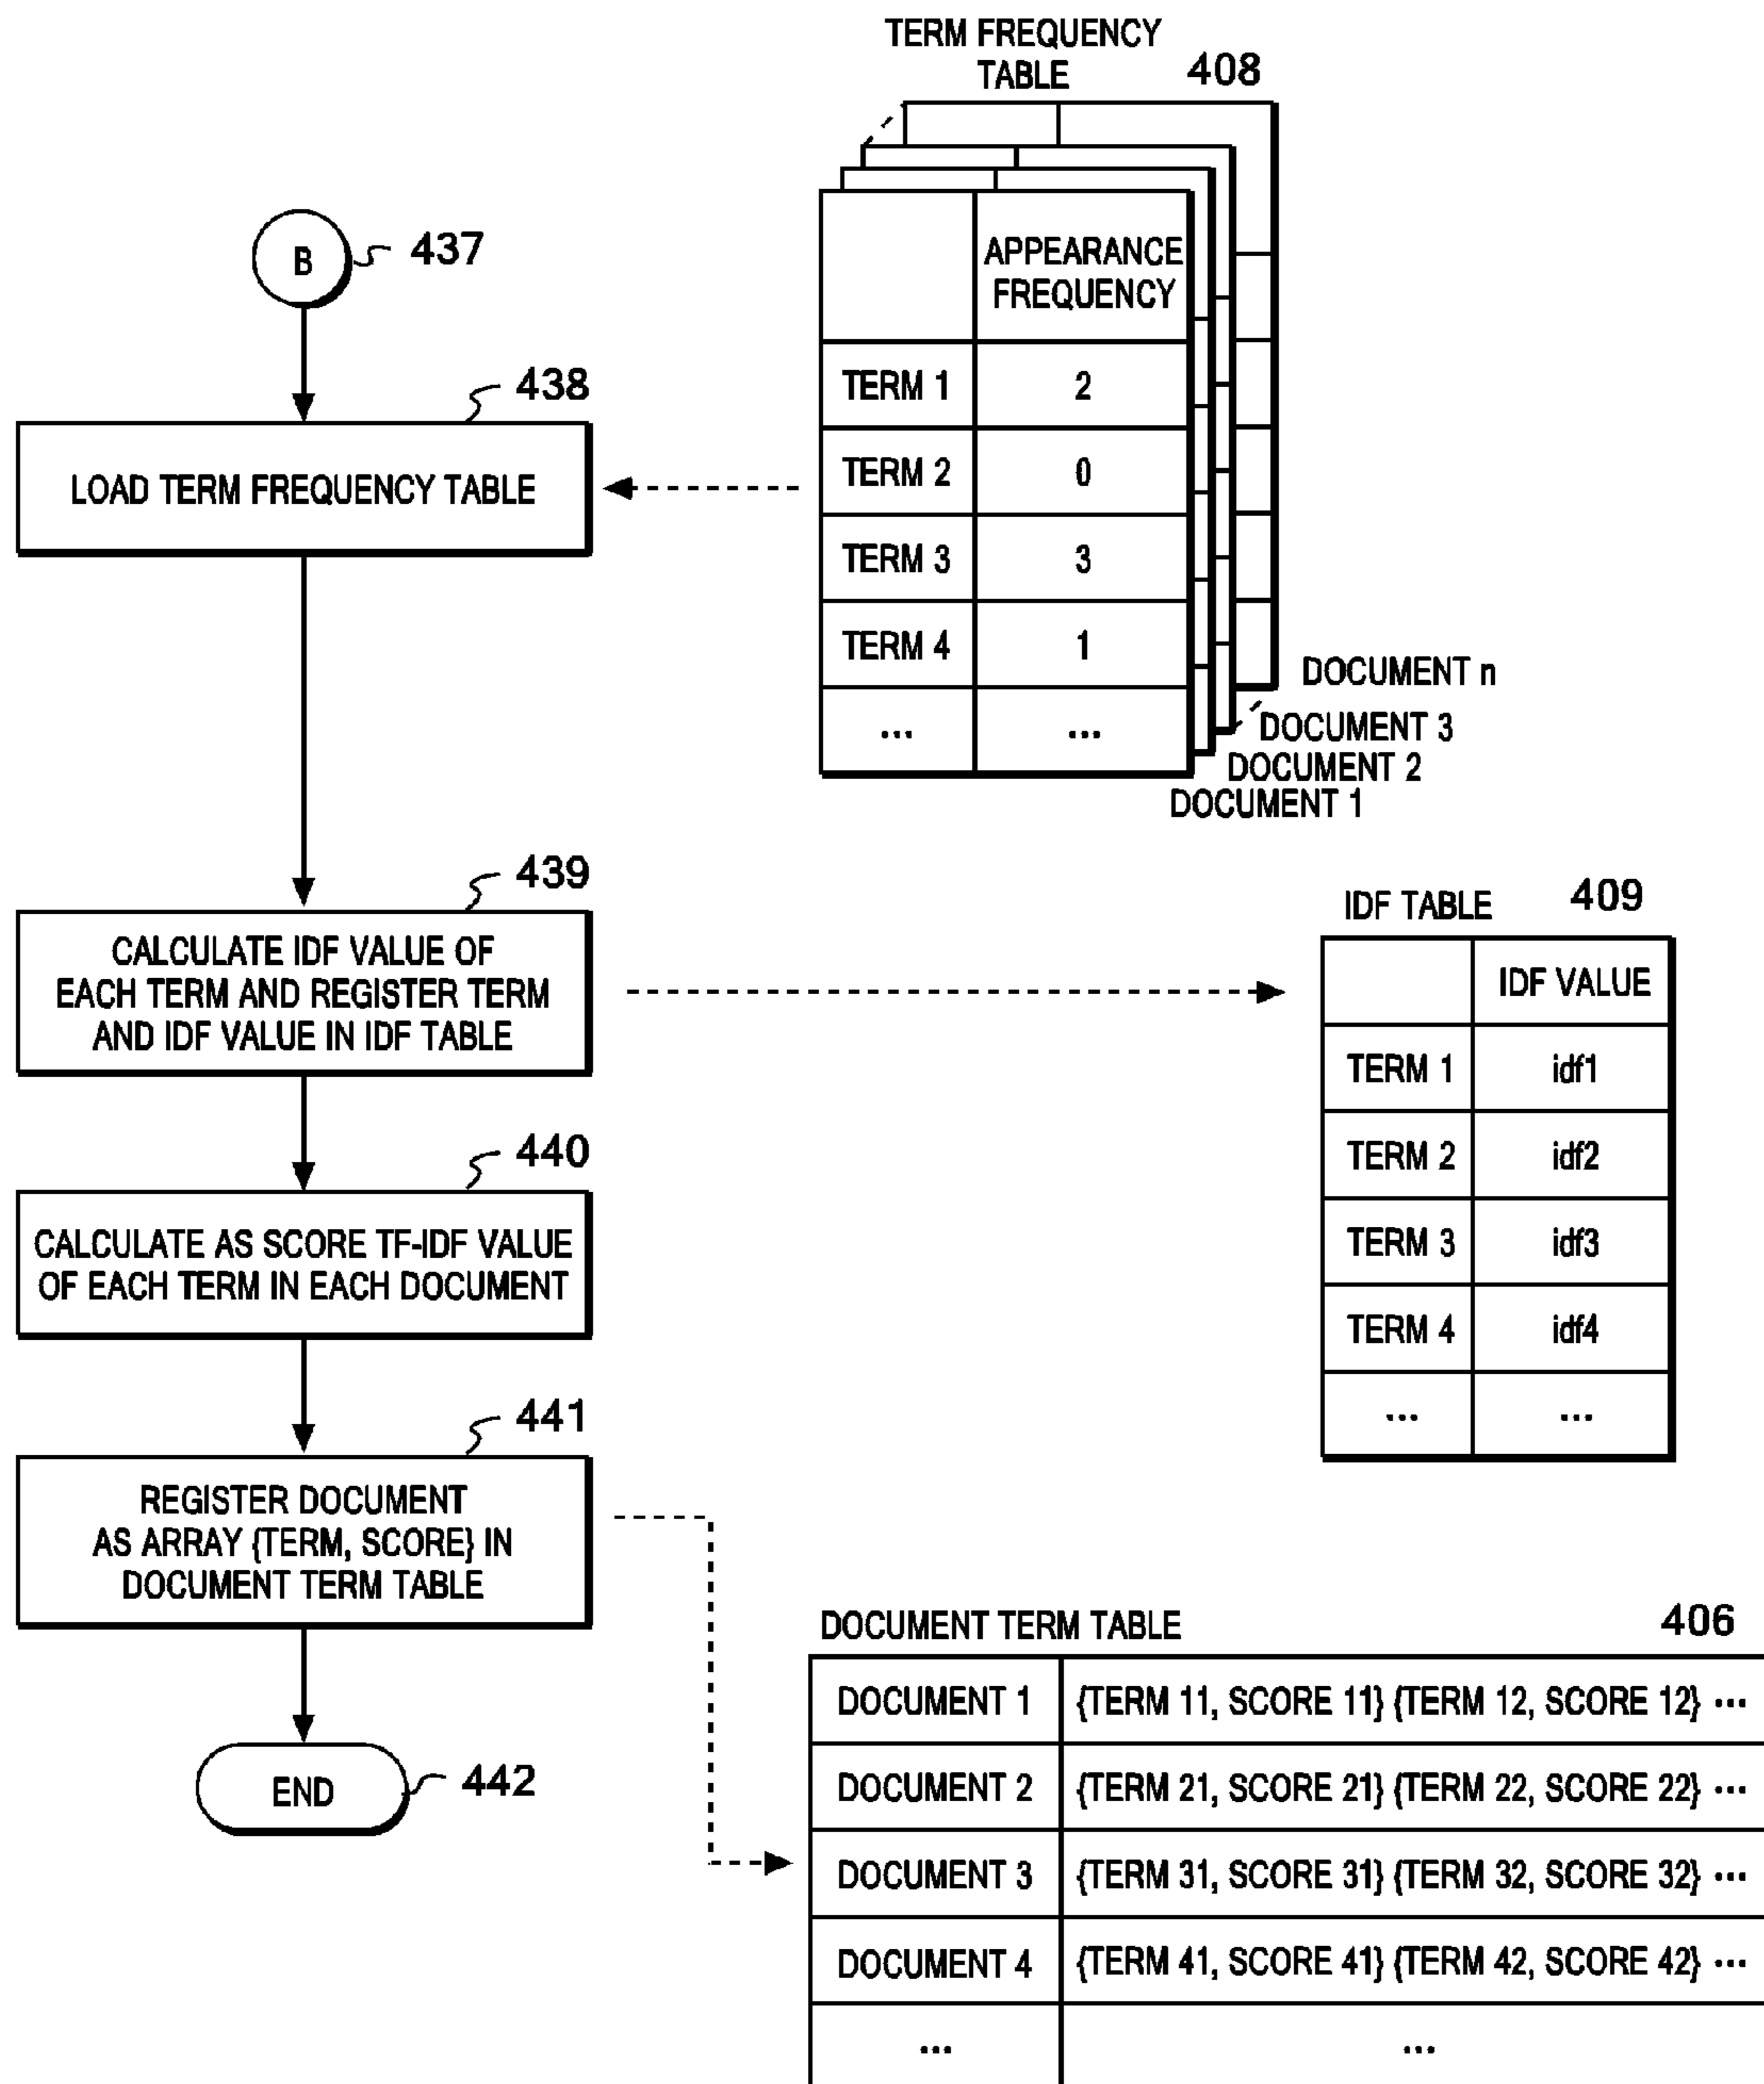 TERM FREQUENCY
TABLE
408
APPEARANCE
FREQUENCY
TERM 1 2
TERM 2 0
TERM 3 3
TERM 4 1
... ...
DOCUMENT n
DOCUMENT 3
DOCUMENT 2
DOCUMENT 1
B
437
438
LOAD TERM FREQUENCY TABLE
439
CALCULATE IDF VALUE OF
EACH TERM AND REGISTER TERM
AND IDF VALUE IN IDF TABLE
IDF TABLE
409
IDF VALUE
TERM 1 idf1
TERM 2 idf2
TERM 3 idf3
TERM 4 idf4
... ...
440
CALCULATE AS SCORE TF-IDF VALUE
OF EACH TERM IN EACH DOCUMENT
441
REGISTER DOCUMENT
AS ARRAY {TERM, SCORE} IN
DOCUMENT TERM TABLE
END
442
DOCUMENT TERM TABLE
406
DOCUMENT 1 {TERM 11, SCORE 11} {TERM 12, SCORE 12} ...
DOCUMENT 2 {TERM 21, SCORE 21} {TERM 22, SCORE 22} ...
DOCUMENT 3 {TERM 31, SCORE 31} {TERM 32, SCORE 32} ...
DOCUMENT 4 {TERM 41, SCORE 41} {TERM 42, SCORE 42} ...
... ...